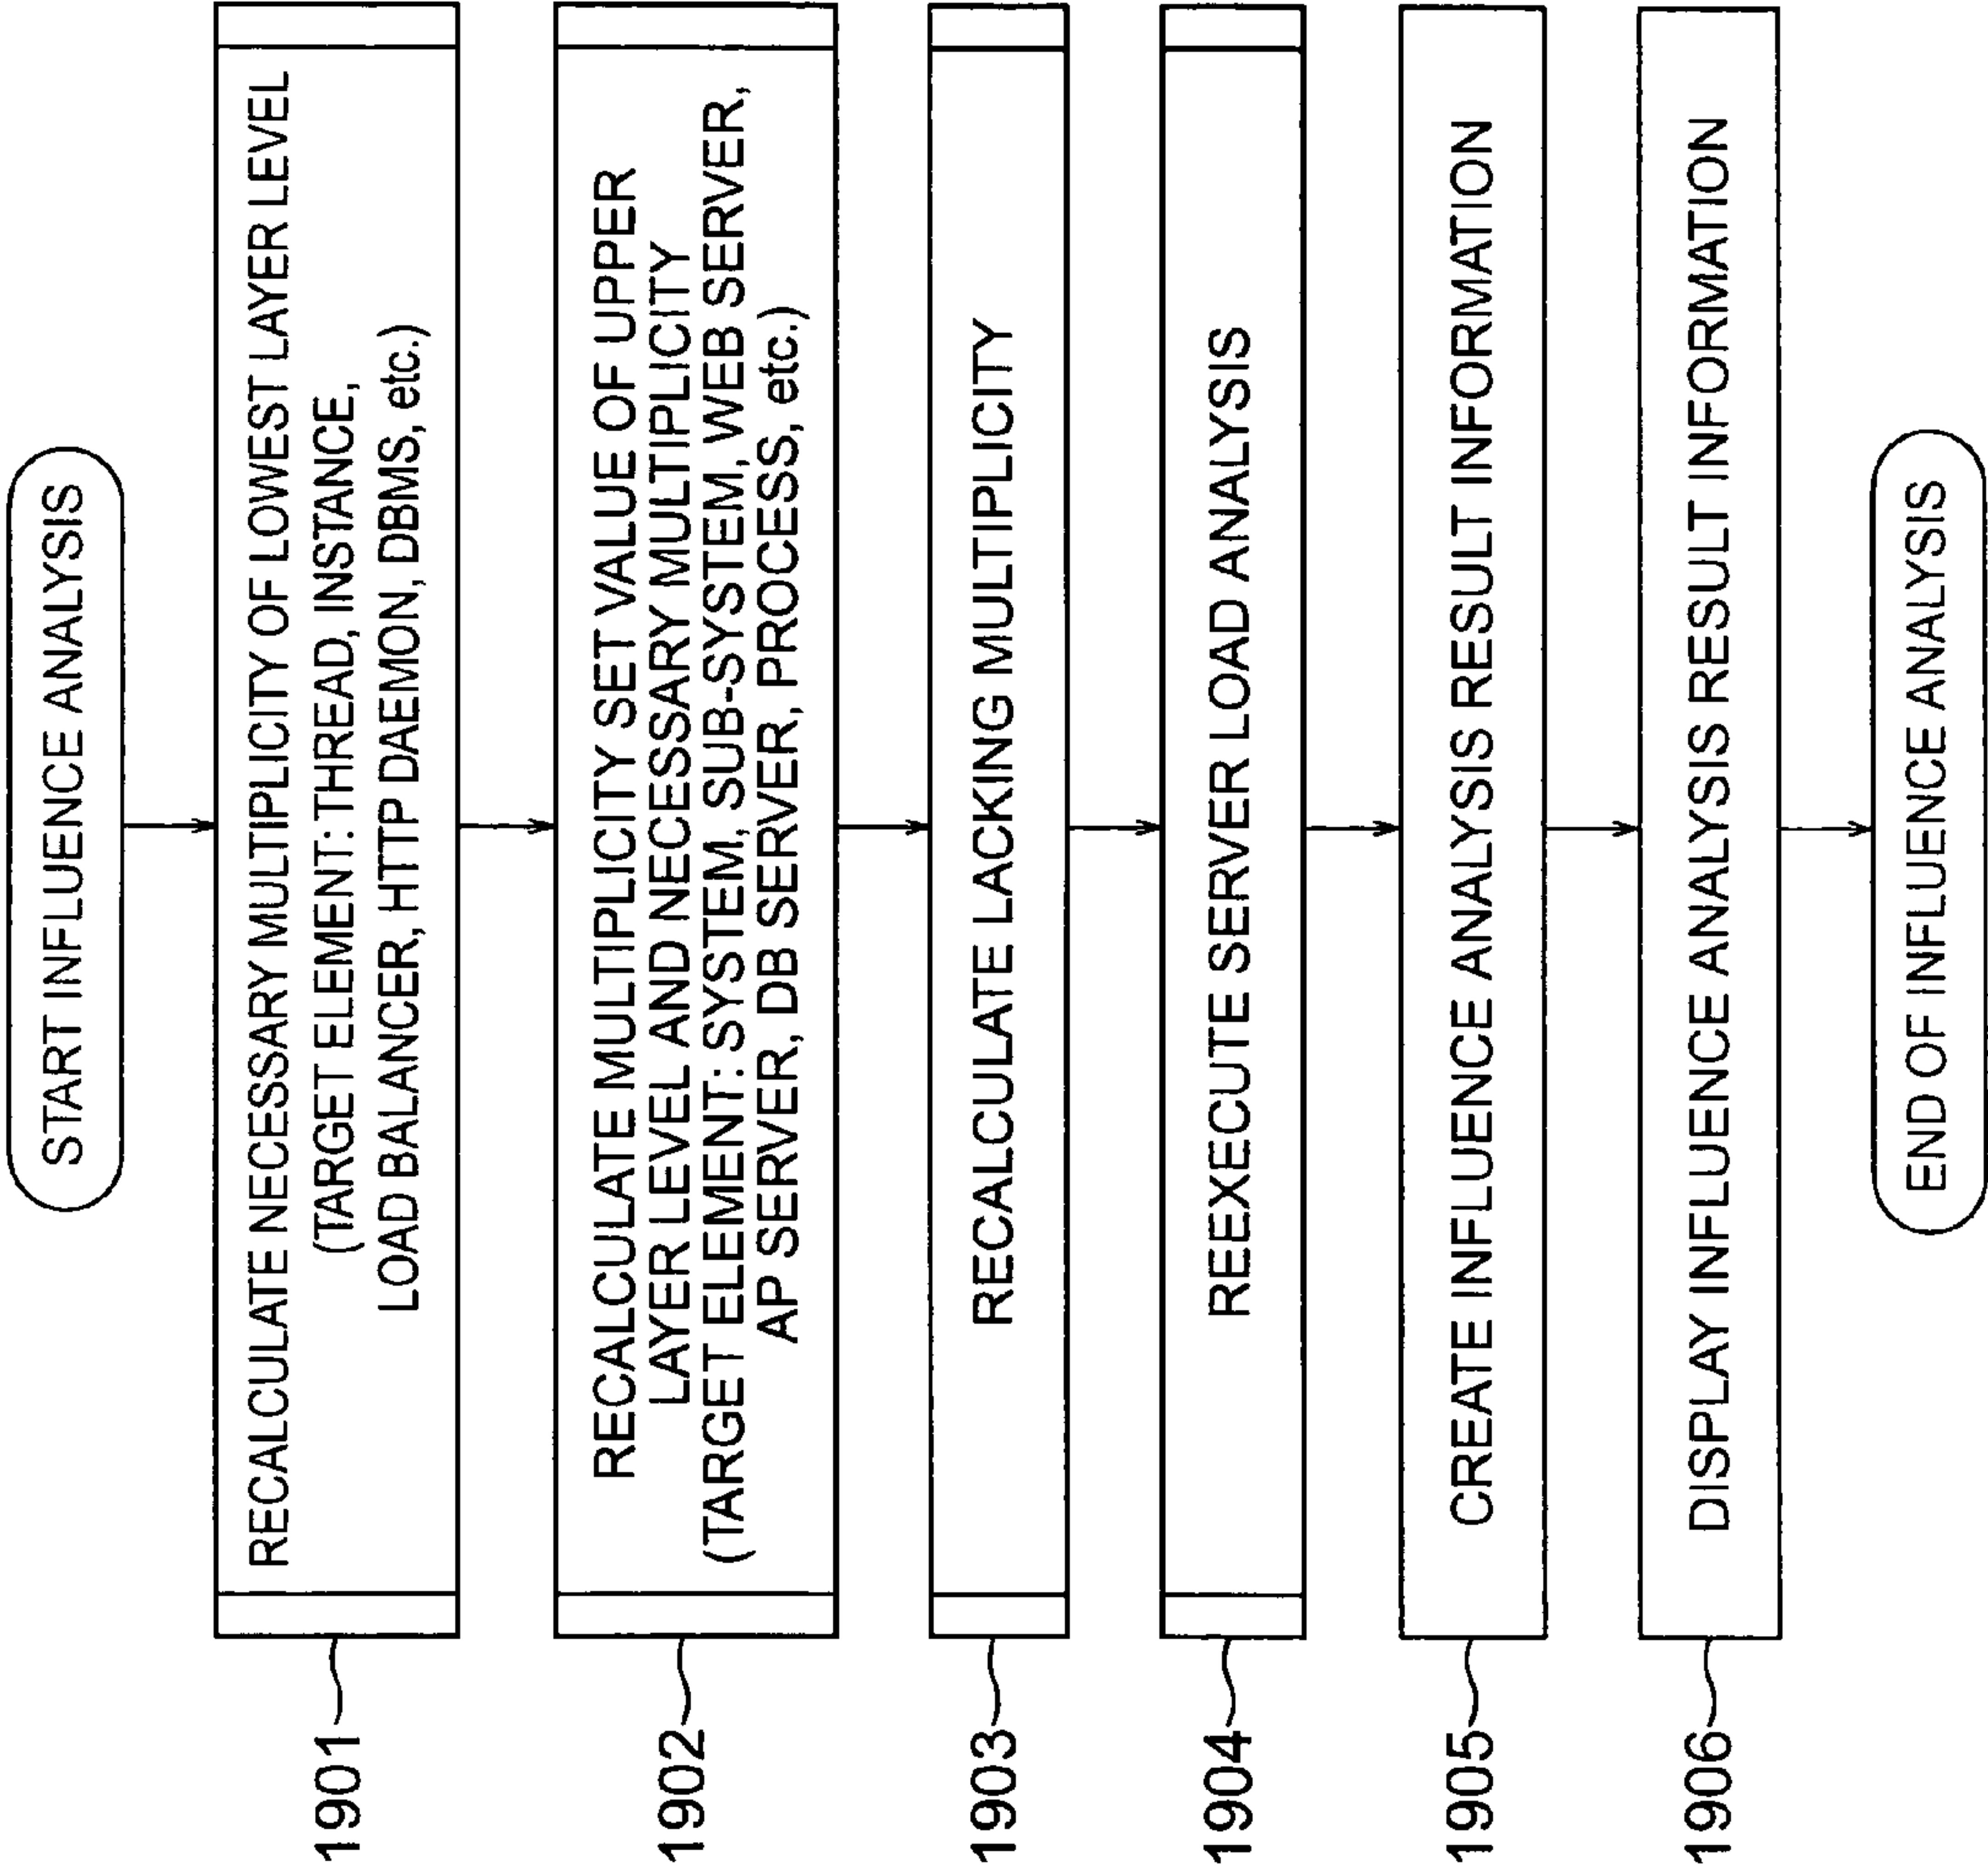 START INFLUENCE ANALYSIS
1901
RECALCULATE NECESSARY MULTIPLICITY OF LOWEST LAYER LEVEL
(TARGET ELEMENT: THREAD, INSTANCE,
LOAD BALANCER, HTTP DAEMON, DBMS, etc.)
1902
RECALCULATE MULTIPLICITY SET VALUE OF UPPER
LAYER LEVEL AND NECESSARY MULTIPLICITY
(TARGET ELEMENT: SYSTEM, SUB-SYSTEM, WEB SERVER,
AP SERVER, DB SERVER, PROCESS, etc.)
1903
RECALCULATE LACKING MULTIPLICITY
1904
REEXECUTE SERVER LOAD ANALYSIS
1905
CREATE INFLUENCE ANALYSIS RESULT INFORMATION
1906
DISPLAY INFLUENCE ANALYSIS RESULT INFORMATION
END OF INFLUENCE ANALYSIS